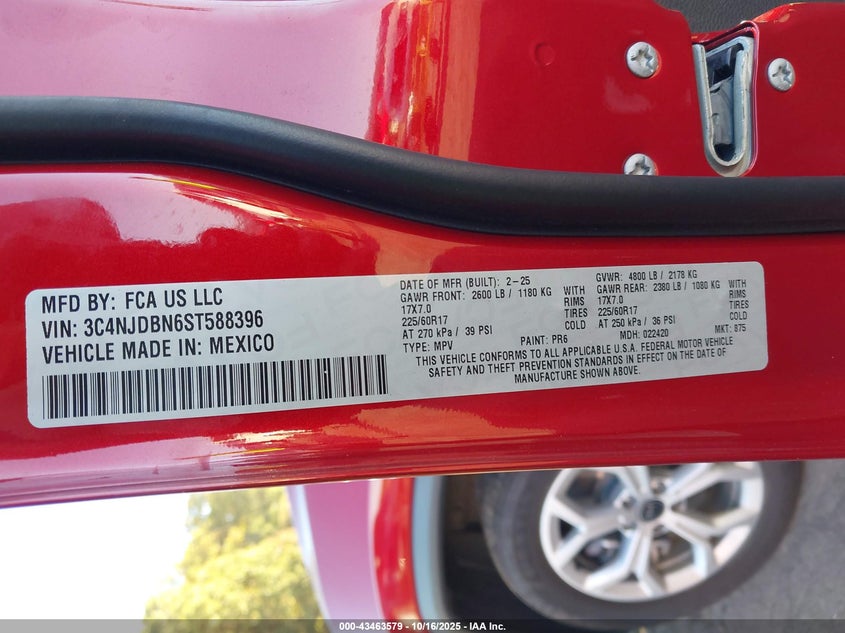 MFD BY: FCA US LLC
VIN: 3C4NJDBN6ST588396
VEHICLE MADE IN: MEXICO
DATE OF MFR (BUILT): 2-25 GVWR: 4800 LB / 2178 KG
GAWR FRONT: 2600 LB / 1180 KG WITH GAWR REAR: 2380 LB / 1080 KG WITH
17X7.0 RIMS 17X7.0 RIMS
225/60R17 TIRES 225/60R17 TIRES
AT 270 kPa / 39 PSI COLD AT 250 kPa / 36 PSI COLD
TYPE: MPV PAINT: PR6 MDH: 022420 MKT: 875
THIS VEHICLE CONFORMS TO ALL APPLICABLE U.S.A. FEDERAL MOTOR VEHICLE
SAFETY AND THEFT PREVENTION STANDARDS IN EFFECT ON THE DATE OF
MANUFACTURE SHOWN ABOVE.
000-43463579 - 10/16/2025 - IAA Inc.